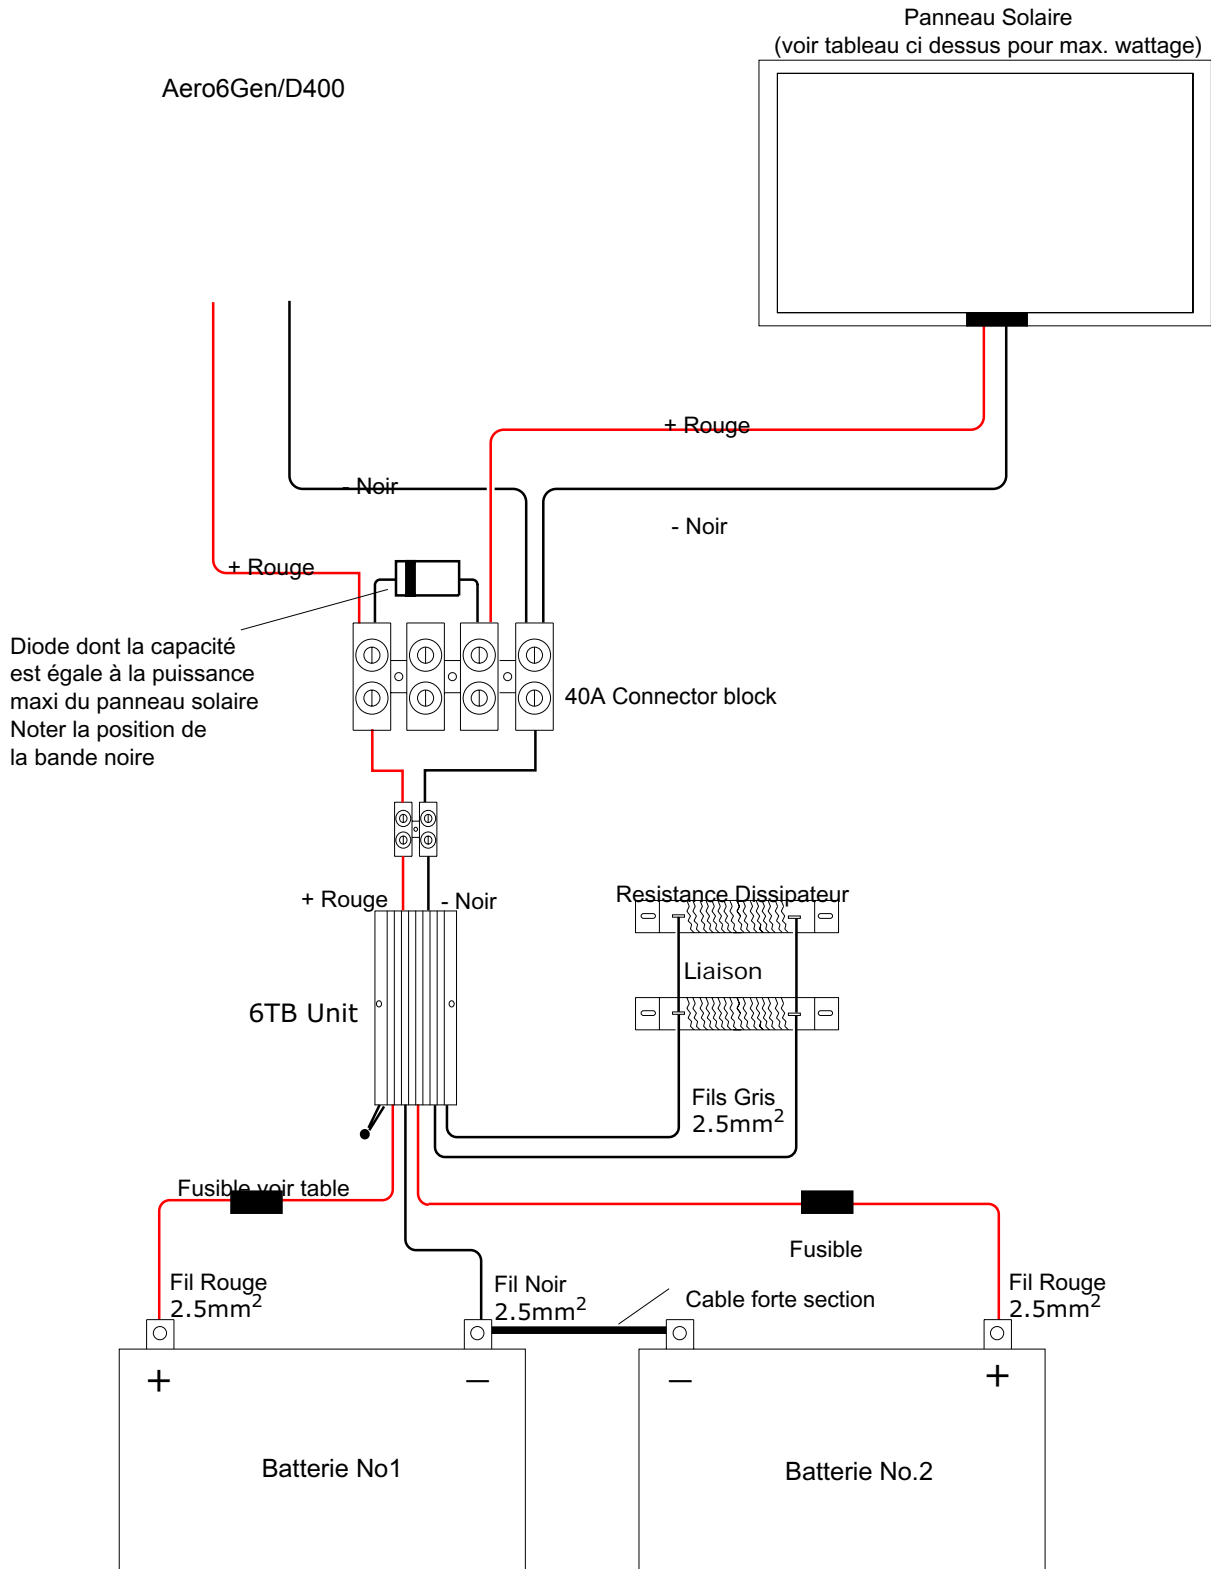 Panneau Solaire
(voir tableau ci dessus pour max. wattage)
Aero6Gen/D400
+ Rouge
- Noir
- Noir
+ Rouge
Diode dont la capacité
est égale à la puissance
maxi du panneau solaire
Noter la position de
la bande noire
40A Connector block
+ Rouge
- Noir
Resistance Dissipateur
Liaison
6TB Unit
Fils Gris
2.5mm²
Fusible voir table
Fusible
Fil Rouge
2.5mm²
Fil Noir
2.5mm²
Cable forte section
Fil Rouge
2.5mm²
+
−
−
+
Batterie No1
Batterie No.2